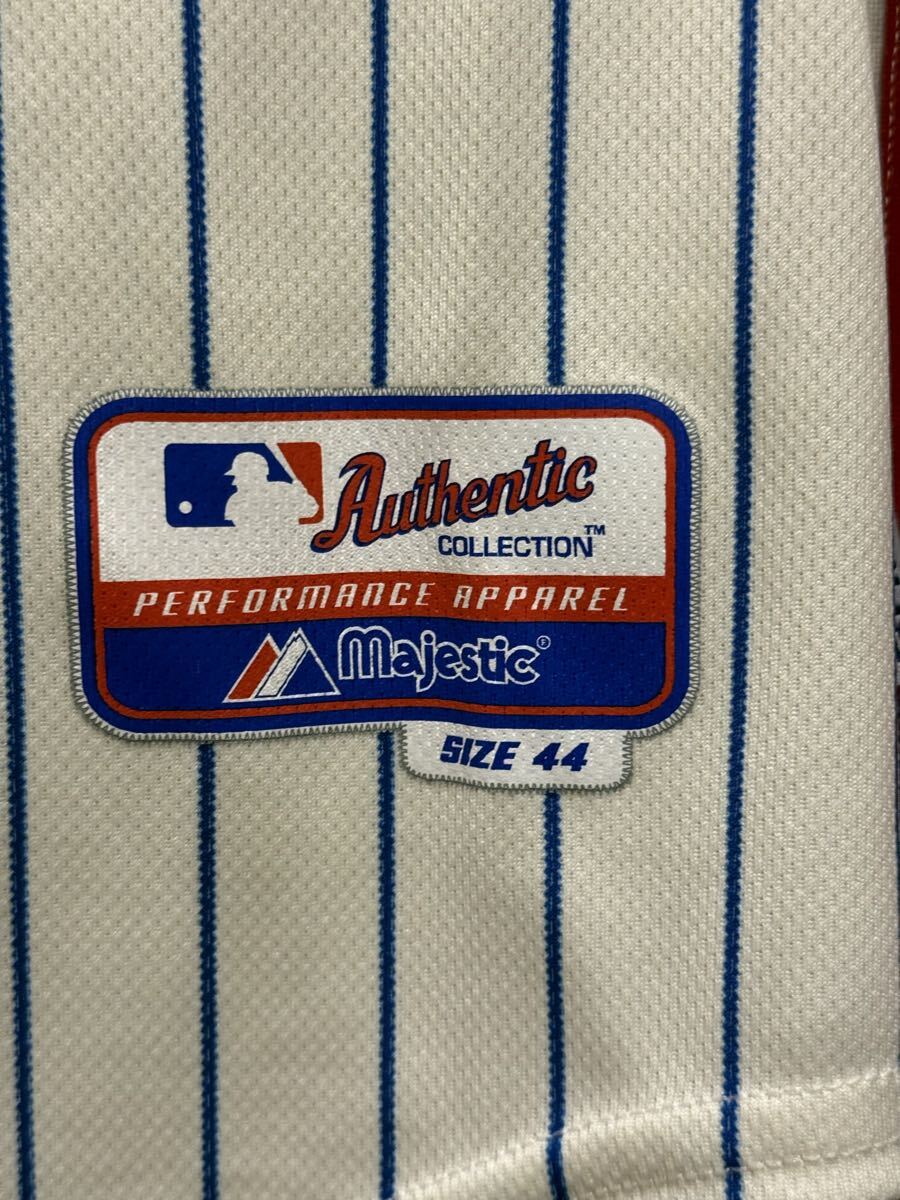 Authentic
COLLECTION™
PERFORMANCE APPAREL
Majestic®
SIZE 44